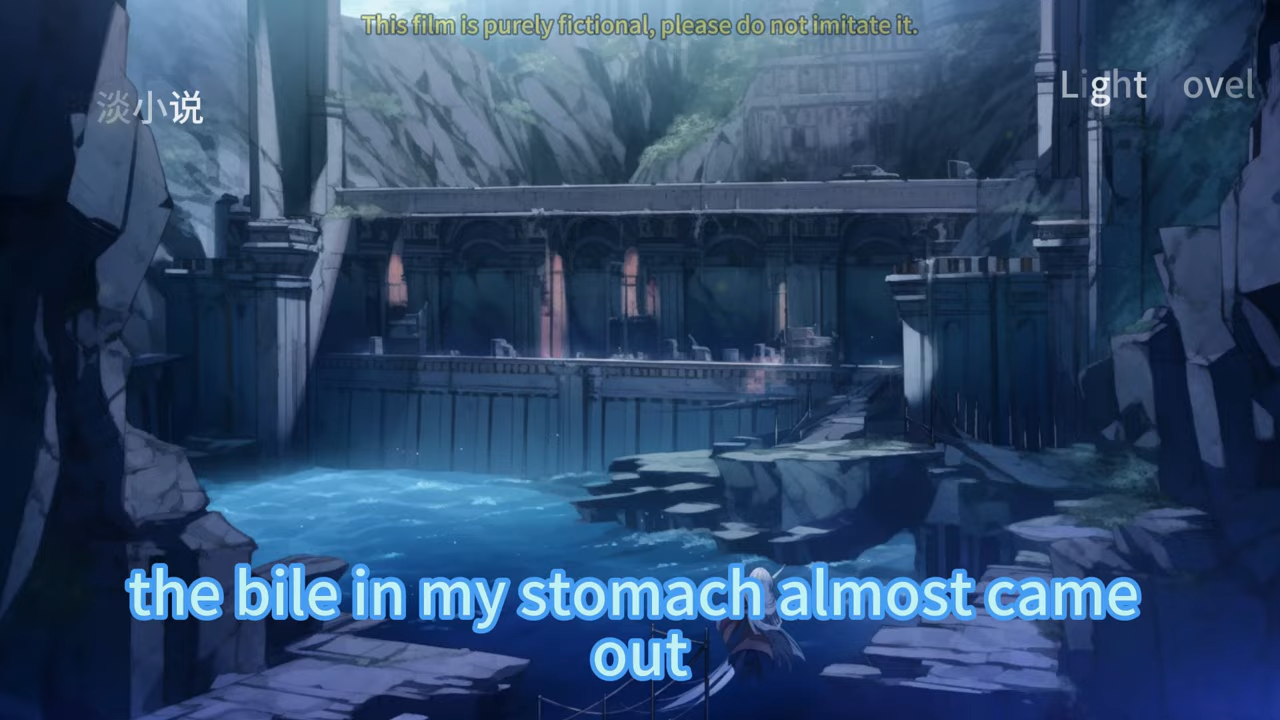 This film is purely fictional, please do not imitate it.
淡小说
Light ovel
the bile in my stomach almost came
out